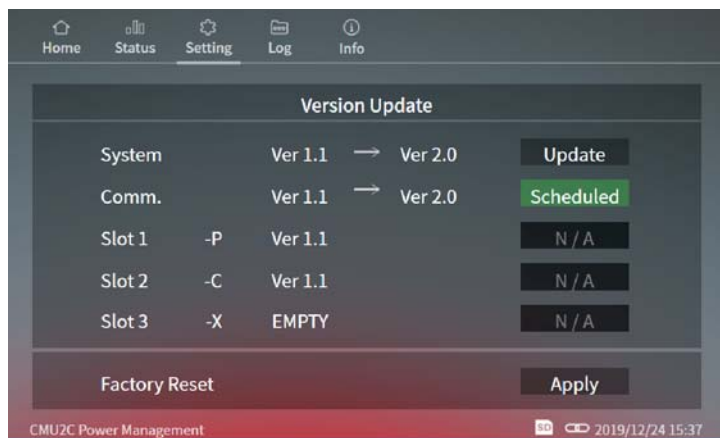 Home Status Setting Log Info
Version Update
System Ver 1.1 → Ver 2.0 Update
Comm. Ver 1.1 → Ver 2.0 Scheduled
Slot 1 -P Ver 1.1 N/A
Slot 2 -C Ver 1.1 N/A
Slot 3 -X EMPTY N/A
Factory Reset Apply
CMU2C Power Management SD 2019/12/24 15:37